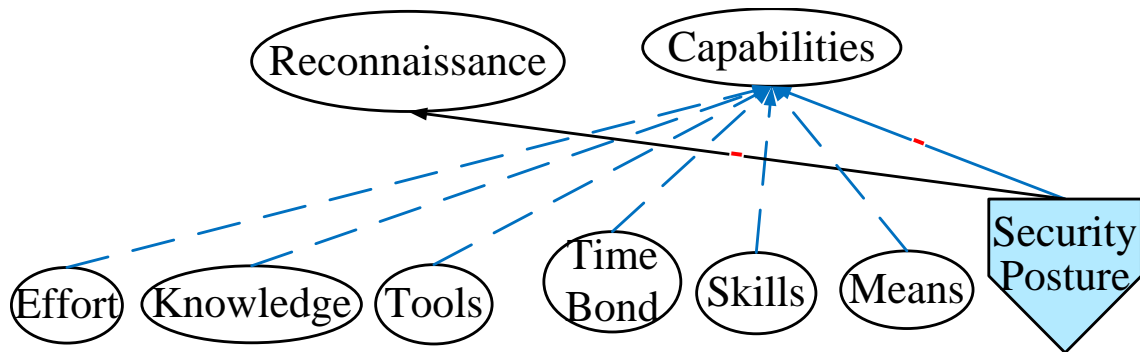 Reconnaissance
Capabilities
Effort
Knowledge
Tools
Time
Bond
Skills
Means
Security
Posture